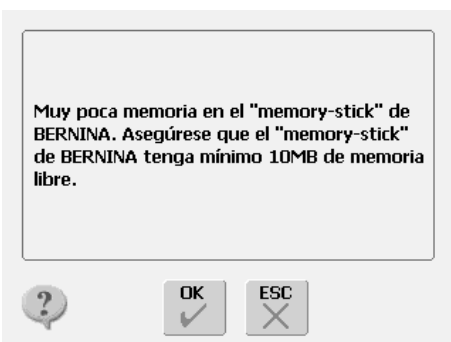 Muy poca memoria en el "memory-stick" de
BERNINA. Asegúrese que el "memory-stick"
de BERNINA tenga mínimo 10MB de memoria
libre.
?
OK
ESC